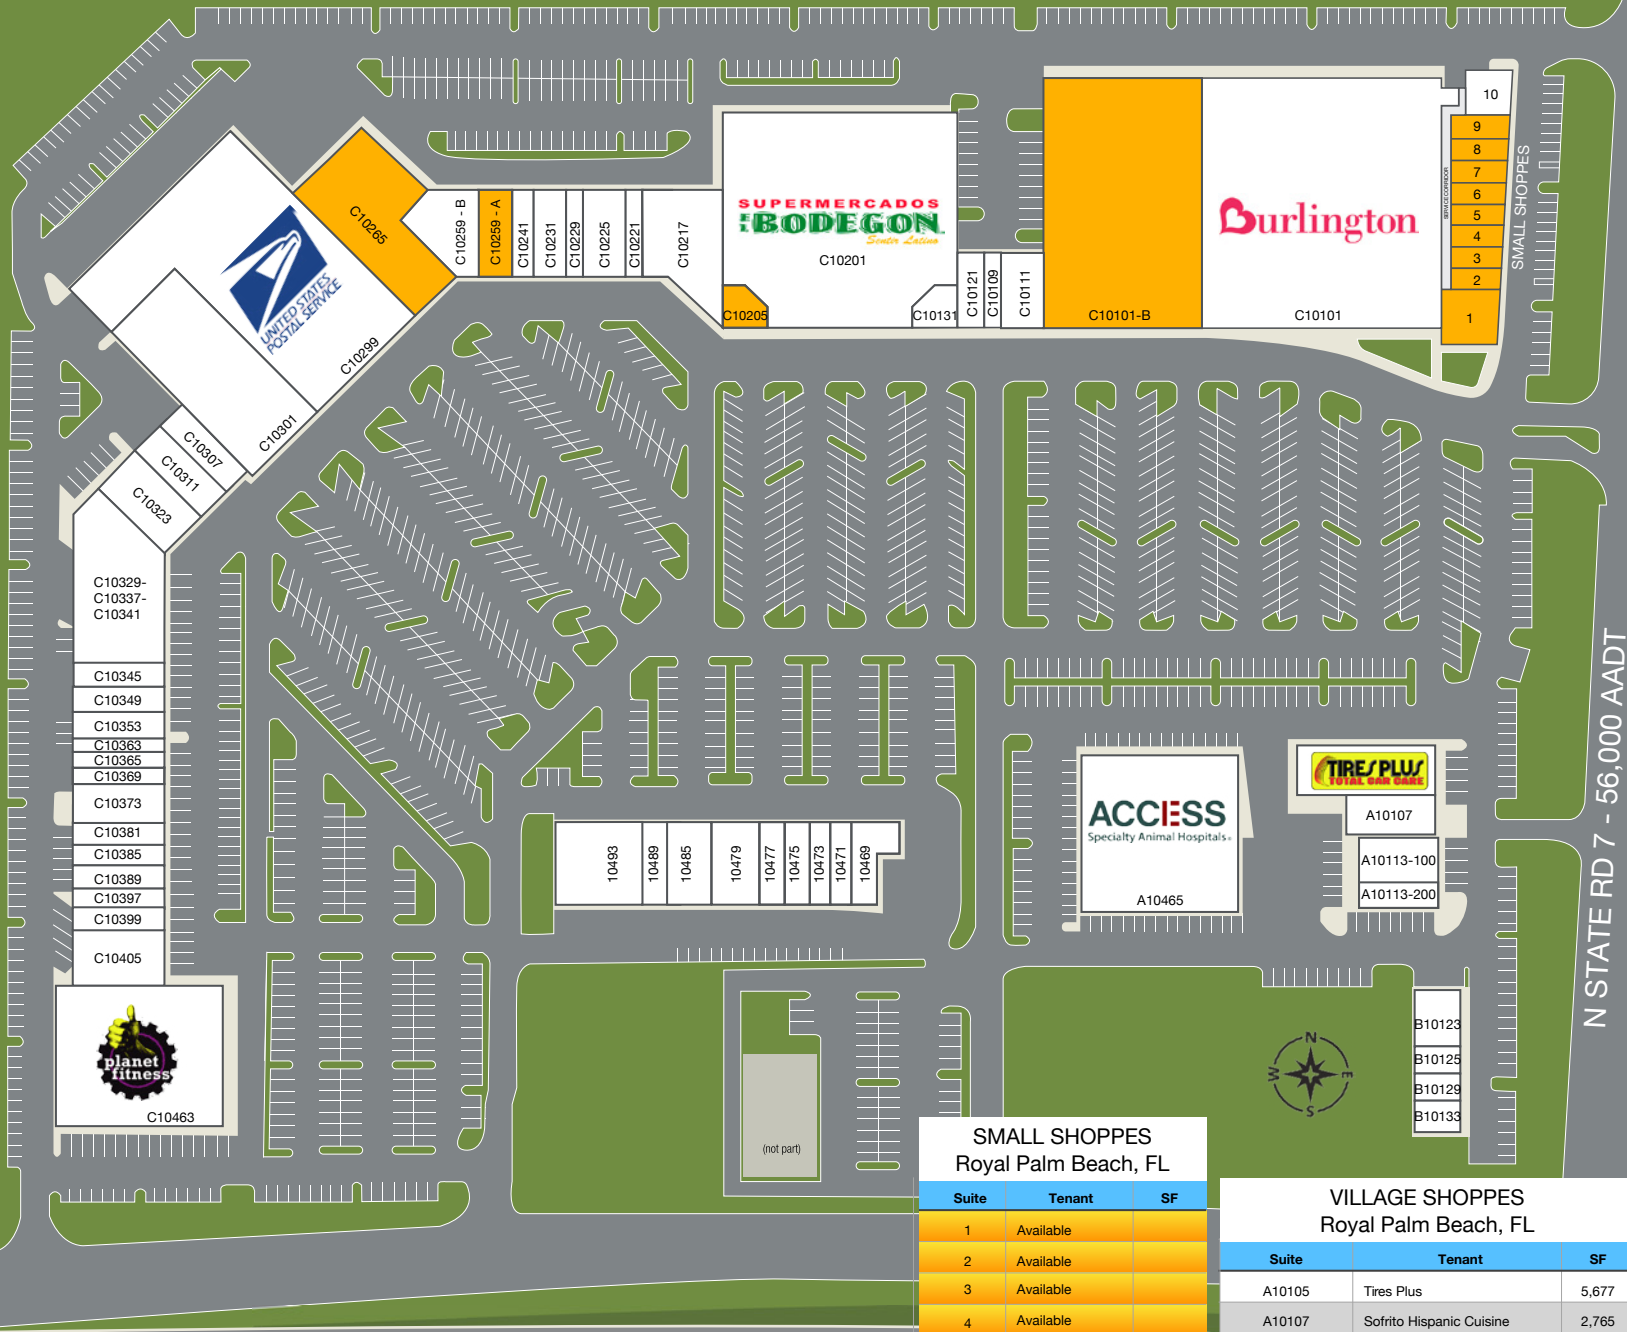 10
9
8
7
6
5
4
3
2
1
SERVICE CORRIDOR
SMALL SHOPPES
Burlington
C10101
C10101-B
SUPERMERCADOS
EL BODEGON
Sentir Latino
C10201
C10205
C10131
C10121
C10109
C10111
C10217
C10221
C10225
C10229
C10231
C10241
C10259 - A
C10259 - B
C10265
UNITED STATES
POSTAL SERVICE
C10299
C10301
C10307
C10311
C10323
C10329-
C10337-
C10341
C10345
C10349
C10353
C10363
C10365
C10369
C10373
C10381
C10385
C10389
C10397
C10399
C10405
planet
fitness
C10463
10493
10489
10485
10479
10477
10475
10473
10471
10469
ACCESS
Specialty Animal Hospitals
A10465
TIRES PLUS
TOTAL CAR CARE
A10107
A10113-100
A10113-200
B10123
B10125
B10129
B10133
N STATE RD 7 - 56,000 AADT
N
W
E
S
(not part)
SMALL SHOPPES
Royal Palm Beach, FL
Suite Tenant SF
1 Available
2 Available
3 Available
4 Available
VILLAGE SHOPPES
Royal Palm Beach, FL
Suite Tenant SF
A10105 Tires Plus 5,677
A10107 Sofrito Hispanic Cuisine 2,765